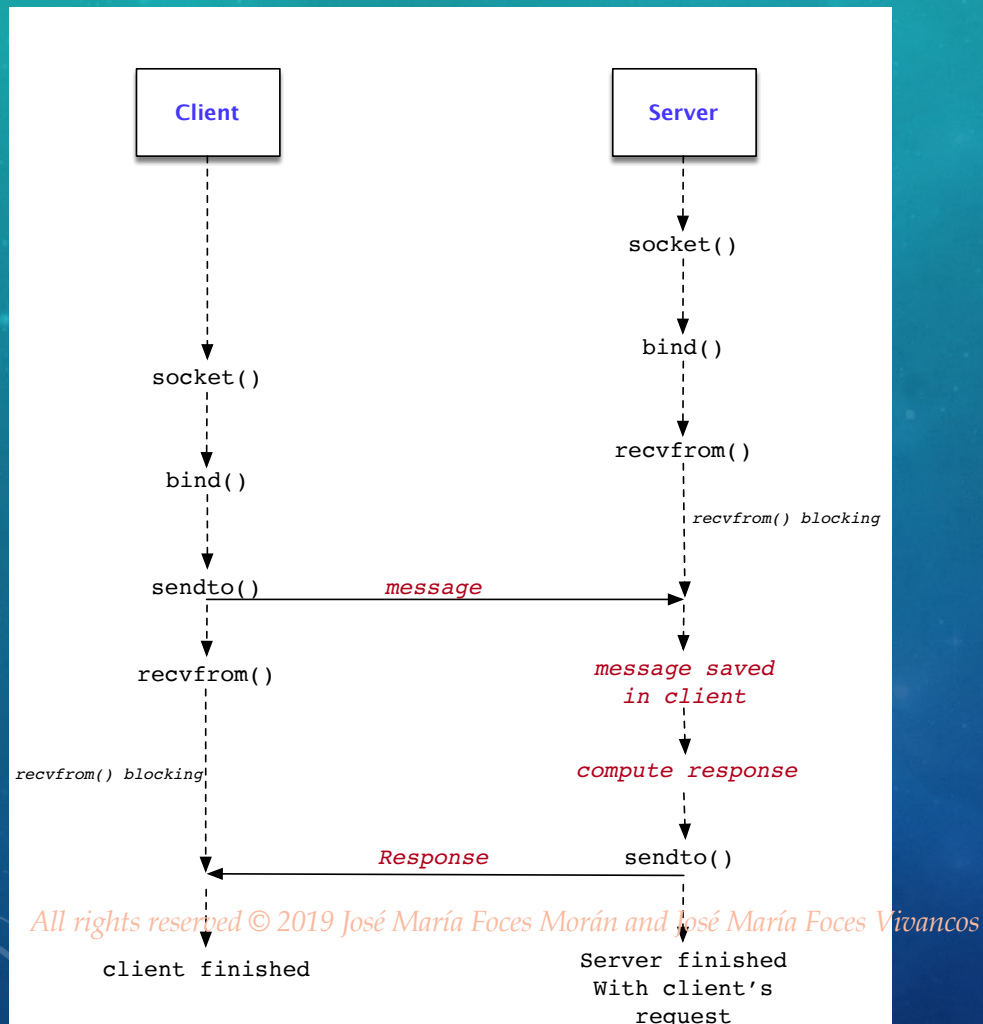 Client
Server
socket()
bind()
socket()
recvfrom()
bind()
recvfrom() blocking
sendto()
message
recvfrom()
message saved
in client
recvfrom() blocking
compute response
Response
sendto()
All rights reserved © 2019 José María Foces Morán and José María Foces Vivancos
client finished
Server finished
With client's
request